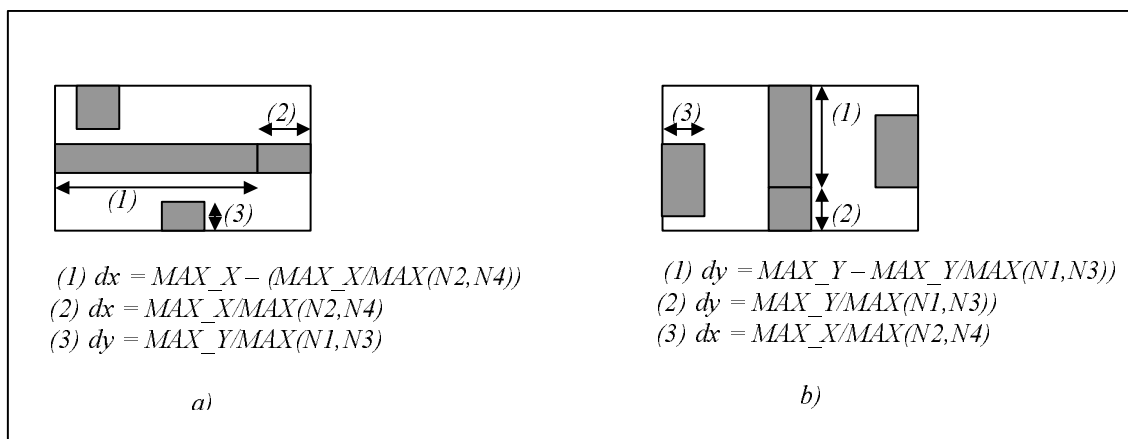 (2)
(1)
(3)
(1) dx = MAX_X – (MAX_X/MAX(N2,N4))
(2) dx = MAX_X/MAX(N2,N4)
(3) dy = MAX_Y/MAX(N1,N3)
a)
(3)
(1)
(2)
(1) dy = MAX_Y – MAX_Y/MAX(N1,N3))
(2) dy = MAX_Y/MAX(N1,N3))
(3) dx = MAX_X/MAX(N2,N4)
b)